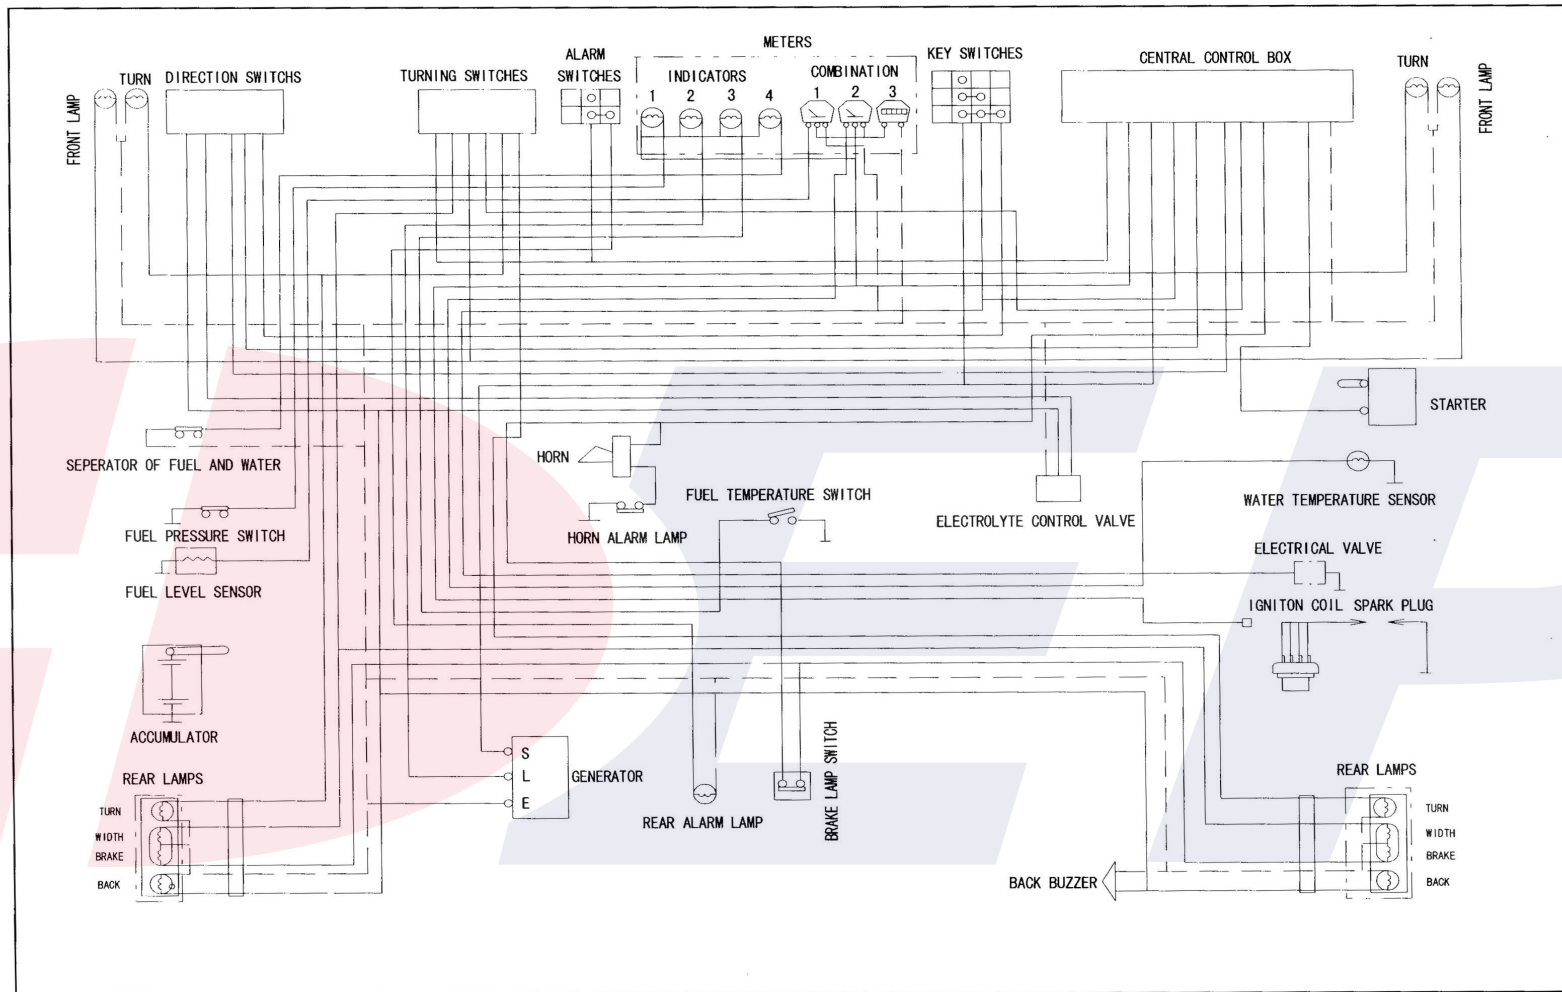 METERS
ALARM
SWITCHES
KEY SWITCHES
CENTRAL CONTROL BOX
TURN
DIRECTION SWITCHS
TURNING SWITCHES
INDICATORS
COMBINATION
TURN
1 2 3 4
1 2 3
FRONT LAMP
FRONT LAMP
STARTER
SEPERATOR OF FUEL AND WATER
HORN
FUEL TEMPERATURE SWITCH
WATER TEMPERATURE SENSOR
ELECTROLYTE CONTROL VALVE
FUEL PRESSURE SWITCH
HORN ALARM LAMP
ELECTRICAL VALVE
FUEL LEVEL SENSOR
IGNITON COIL SPARK PLUG
ACCUMULATOR
S
L
E
GENERATOR
BRAKE LAMP SWITCH
REAR ALARM LAMP
REAR LAMPS
TURN
WIDTH
BRAKE
BACK
REAR LAMPS
TURN
WIDTH
BRAKE
BACK
BACK BUZZER